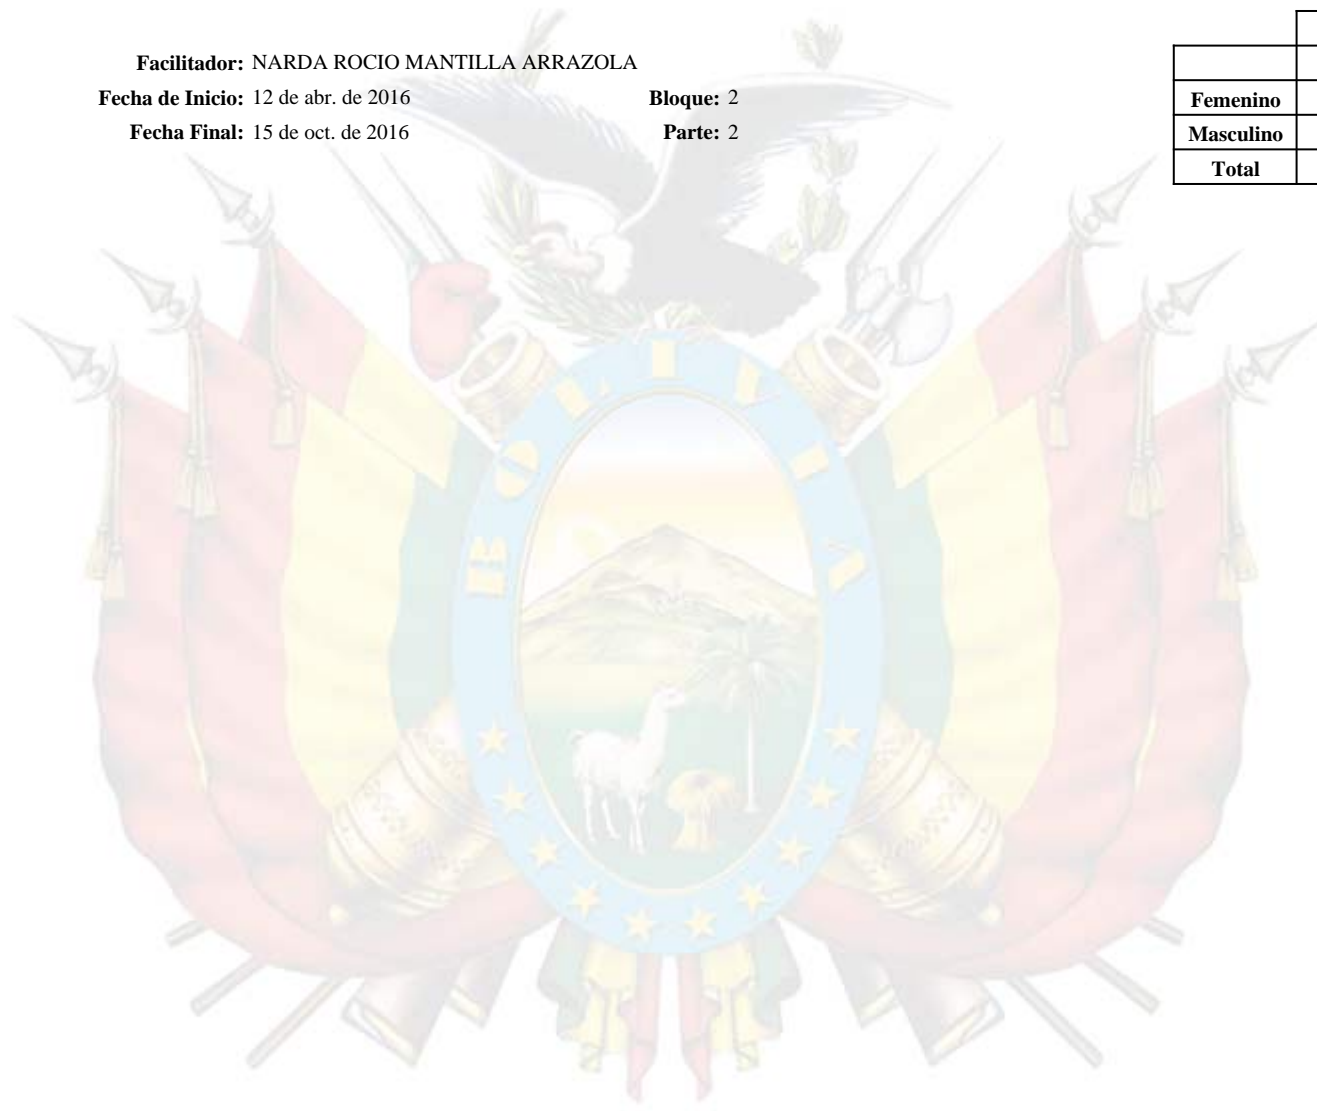 Facilitador: NARDA ROCIO MANTILLA ARRAZOLA
Fecha de Inicio: 12 de abr. de 2016 Bloque: 2
Fecha Final: 15 de oct. de 2016 Parte: 2
Femenino
Masculino
Total
BOLIVIA